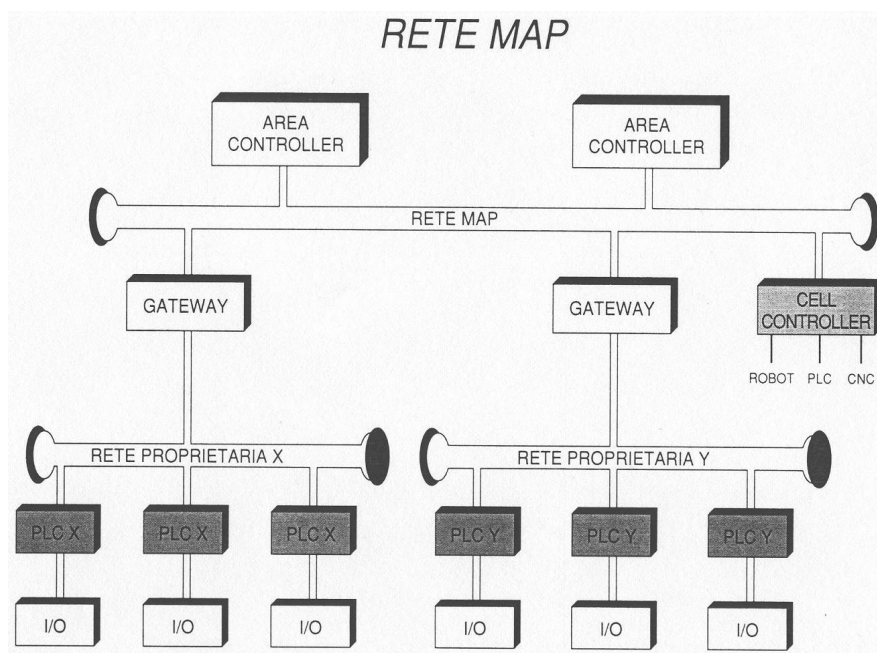 RETE MAP
AREA
CONTROLLER
AREA
CONTROLLER
RETE MAP
GATEWAY
GATEWAY
CELL
CONTROLLER
ROBOT PLC CNC
RETE PROPRIETARIA X
RETE PROPRIETARIA Y
PLC X
PLC X
PLC X
PLC Y
PLC Y
PLC Y
I/O
I/O
I/O
I/O
I/O
I/O